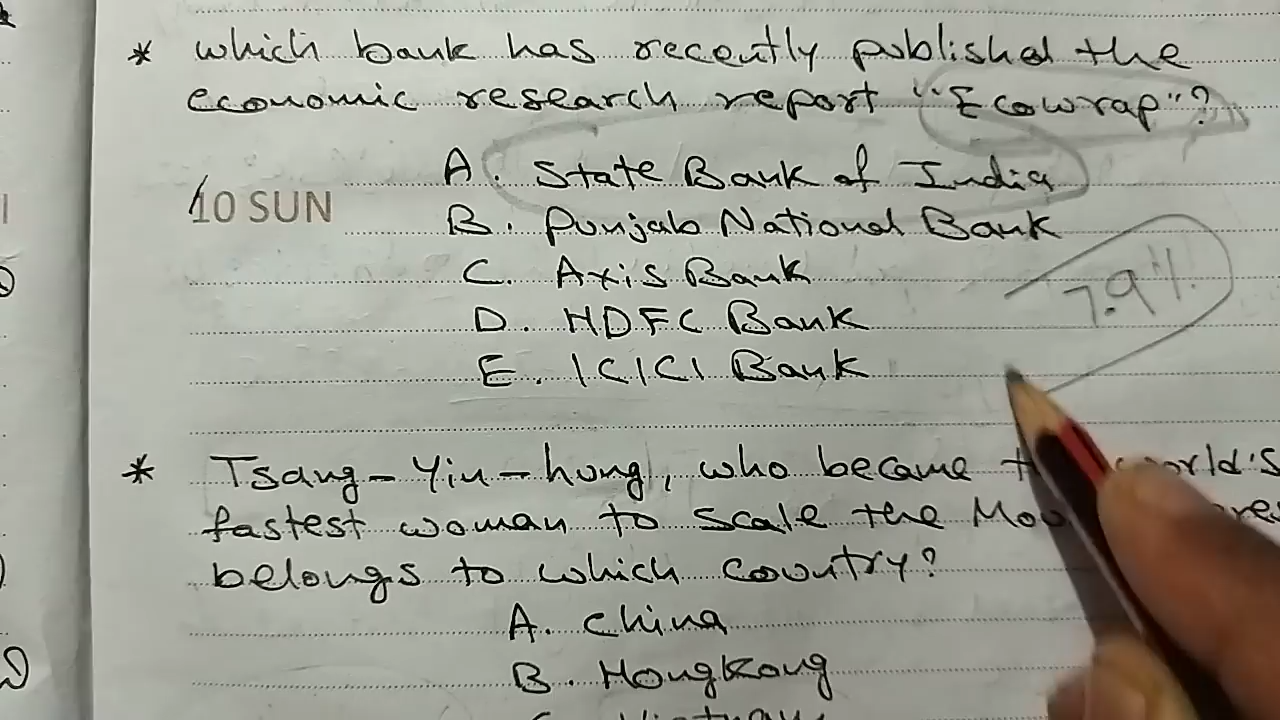 * which bank has recently published the
economic research report "Ecowrap"?
A. State Bank of India
10 SUN
B. Punjab National Bank
C. Axis Bank
7.9%
D. HDFC Bank
E. ICICI Bank
* Tsang-Yin-hung, who became world's
fastest woman to scale the
belongs to which country?
A. China
B. HongKong